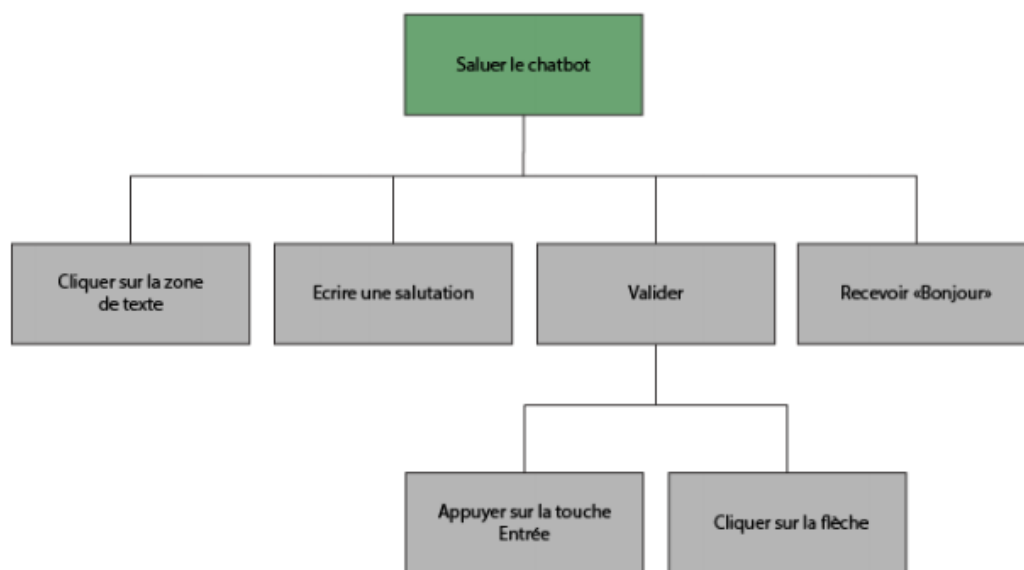 Saluer le chatbot
Cliquer sur la zone
de texte
Ecrire une salutation
Valider
Recevoir «Bonjour»
Appuyer sur la touche
Entrée
Cliquer sur la flèche